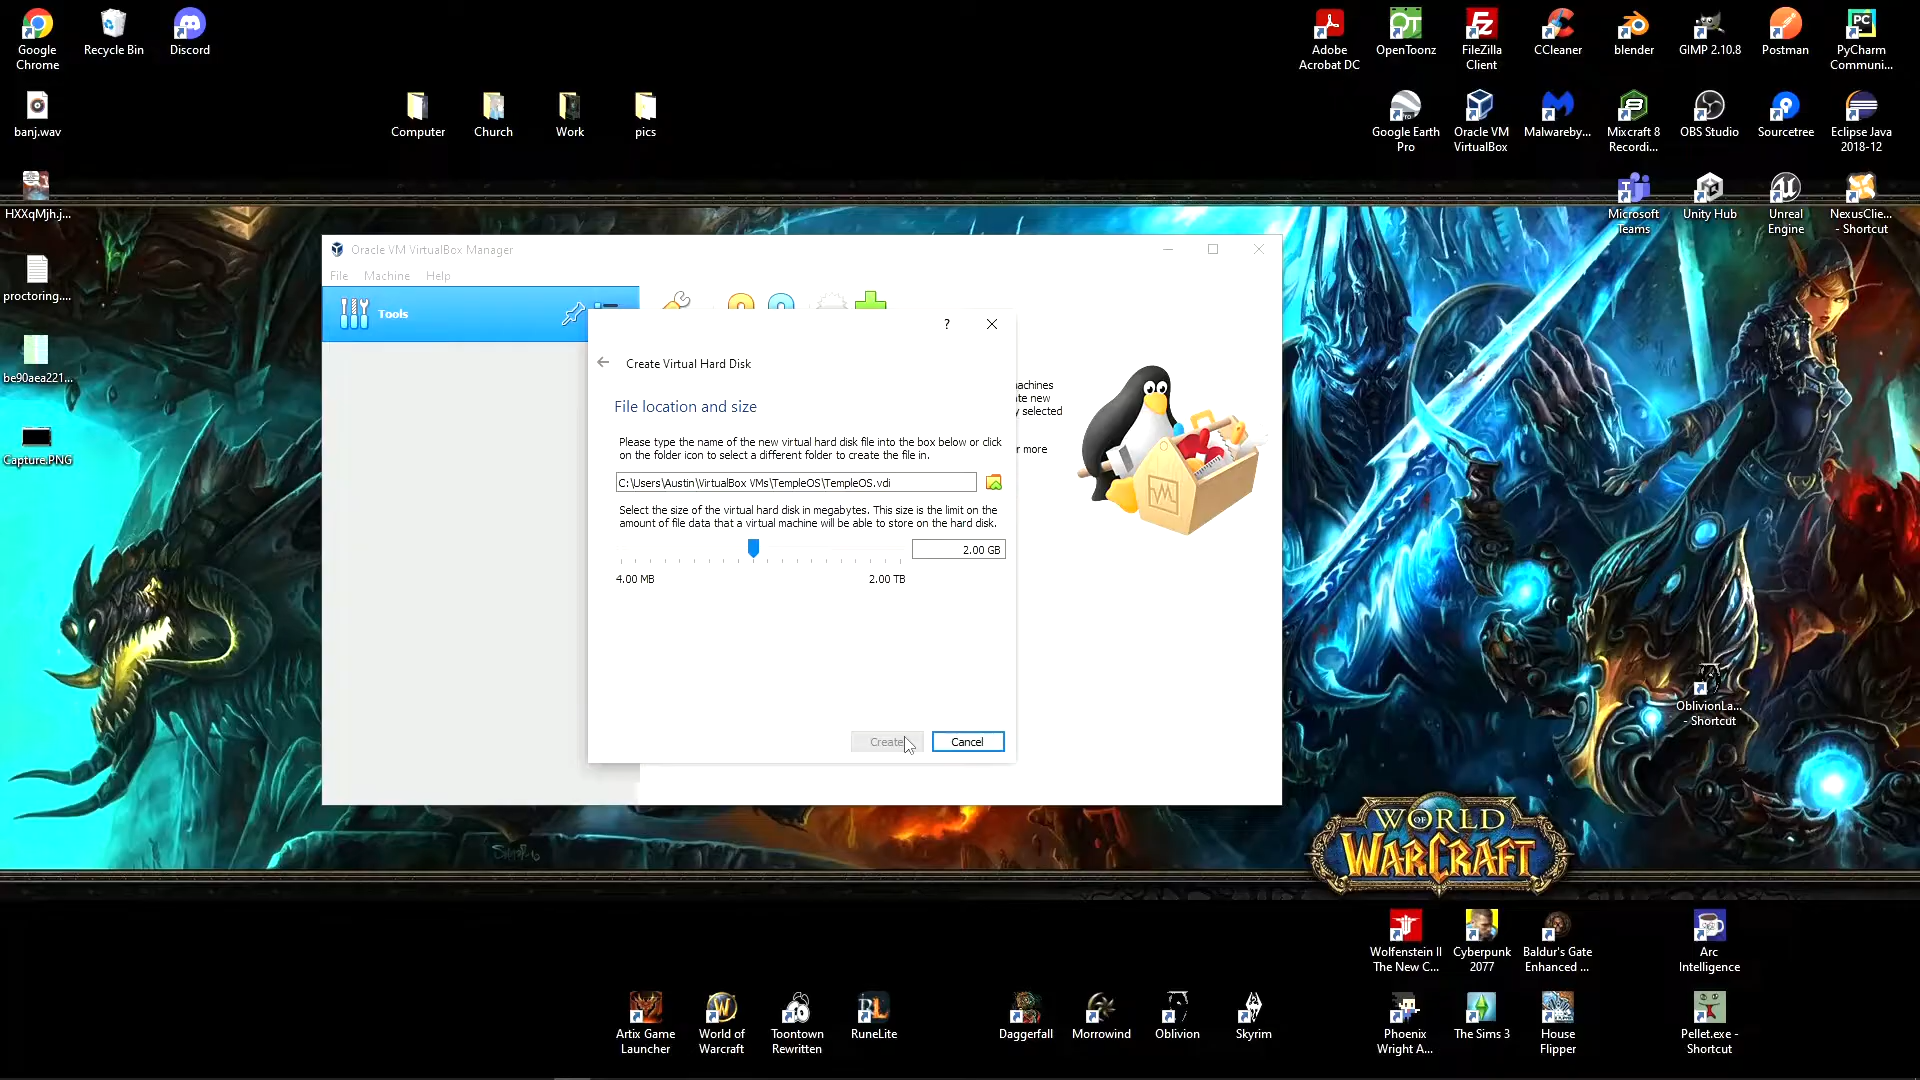 Google
Chrome
Recycle Bin
Discord
Adobe
Acrobat DC
OpenToonz
FileZilla
Client
CCleaner
blender
GIMP 2.10.8
Postman
PyCharm
Communi...
banj.wav
Computer
Church
Work
pics
Google Earth
Pro
Oracle VM
VirtualBox
Malwareby...
Mixcraft 8
Recordi...
OBS Studio
Sourcetree
Eclipse Java
2018-12
HXXqMjh.j...
Microsoft
Teams
Unity Hub
Unreal
Engine
NexusClie...
- Shortcut
proctoring....
be90aea221...
Capture.PNG
Oracle VM VirtualBox Manager
File Machine Help
Tools
Create Virtual Hard Disk
File location and size
Please type the name of the new virtual hard disk file into the box below or click
on the folder icon to select a different folder to create the file in.
C:\Users\Austin\VirtualBox VMs\TempleOS\TempleOS.vdi
Select the size of the virtual hard disk in megabytes. This size is the limit on the
amount of file data that a virtual machine will be able to store on the hard disk.
2.00 GB
4.00 MB
2.00 TB
Create
Cancel
selected
r more
OblivionLa...
- Shortcut
WORLD
OF
WARCRAFT
Wolfenstein II
The New C...
Cyberpunk
2077
Baldur's Gate
Enhanced ...
Arc
Intelligence
Artix Game
Launcher
World of
Warcraft
Toontown
Rewritten
RuneLite
Daggerfall
Morrowind
Oblivion
Skyrim
Phoenix
Wright A...
The Sims 3
House
Flipper
Pellet.exe -
Shortcut